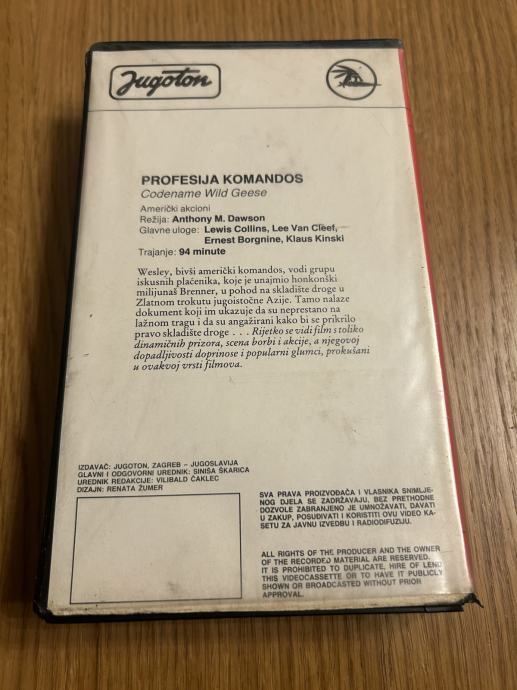 Jugoton
PROFESIJA KOMANDOS
Codename Wild Geese
Američki akcioni
Režija: Anthony M. Dawson
Glavne uloge: Lewis Collins, Lee Van Cleef,
Ernest Borgnine, Klaus Kinski
Trajanje: 94 minute
Wesley, bivši američki komandos, vodi grupu
iskusnih plaćenika, koje je unajmio honkonški
milijunaš Brenner, u pohod na skladište droge u
Zlatnom trokutu jugoistočne Azije. Tamo nalaze
dokument koji im ukazuje da su neprestano na
lažnom tragu i da su angažirani kako bi se prikrilo
pravo skladište droge . . . Rijetko se vidi film s toliko
dinamičnih prizora, scena borbi i akcije, a njegovoj
dopadljivosti doprinose i popularni glumci, prokušani
u ovakvoj vrsti filmova.
IZDAVAČ: JUGOTON, ZAGREB – JUGOSLAVIJA
GLAVNI I ODGOVORNI UREDNIK: SINIŠA ŠKARICA
UREDNIK REDAKCIJE: VILIBALD ČAKLEC
DIZAJN: RENATA ŽUMER
SVA PRAVA PROIZVOĐAČA I VLASNIKA SNIMLJE-
NOG DJELA SE ZADRŽAVAJU, BEZ PRETHODNE
DOZVOLE ZABRANJENO JE UMNOŽAVATI, DAVATI
U ZAKUP, POSUĐIVATI I KORISTITI OVU VIDEO KA-
SETU ZA JAVNU IZVEDBU I RADIODIFUZIJU.
ALL RIGHTS OF THE PRODUCER AND THE OWNER
OF THE RECORDED MATERIAL ARE RESERVED.
IT IS PROHIBITED TO DUPLICATE, HIRE OF LEND
THIS VIDEOCASSETTE OR TO HAVE IT PUBLICLY
SHOWN OR BROADCASTED WITHOUT PRIOR
APPROVAL.